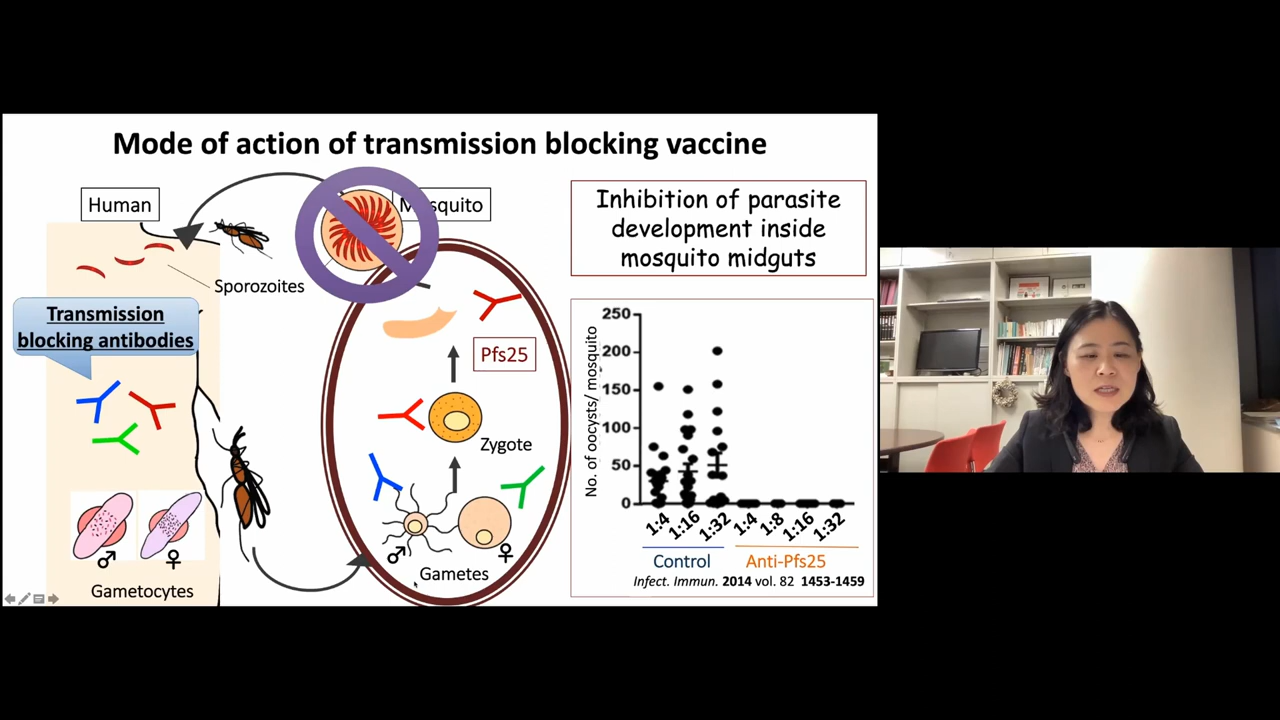 Mode of action of transmission blocking vaccine
Human
Mosquito
Sporozoites
Transmission
blocking antibodies
Pfs25
Zygote
♂
♀
Gametocytes
♂
♀
Gametes
Inhibition of parasite
development inside
mosquito midguts
No. of oocysts/ mosquito
250
200
150
100
50
0
1:4
1:16
1:32
1:4
1:8
1:16
1:32
Control
Anti-Pfs25
Infect. Immun. 2014 vol. 82 1453-1459